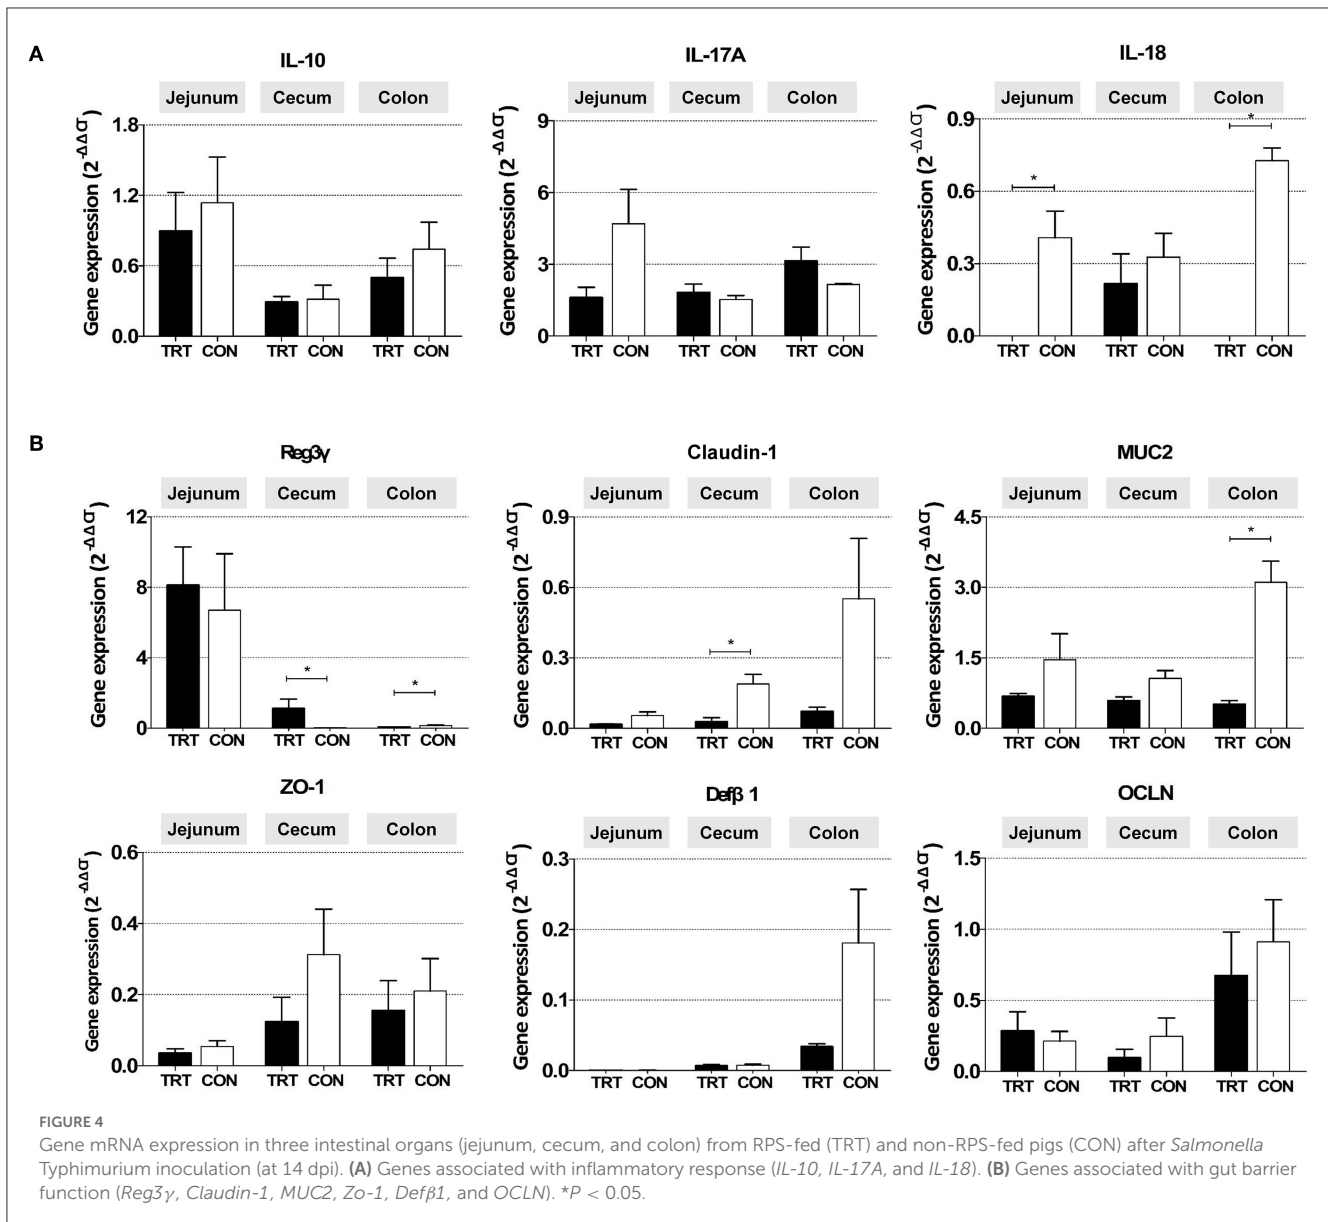 A
IL-10
IL-17A
IL-18
Jejunum Cecum Colon
Jejunum Cecum Colon
Jejunum Cecum Colon
Gene expression (2^-ΔΔCT)
1.8
1.2
0.6
0.0
TRT CON TRT CON TRT CON
Gene expression (2^-ΔΔCT)
9
6
3
0
TRT CON TRT CON TRT CON
Gene expression (2^-ΔΔCT)
0.9
0.6
0.3
0.0
*
*
TRT CON TRT CON TRT CON
B
Reg3γ
Claudin-1
MUC2
Jejunum Cecum Colon
Jejunum Cecum Colon
Jejunum Cecum Colon
Gene expression (2^-ΔΔCT)
12
8
4
0
*
*
TRT CON TRT CON TRT CON
Gene expression (2^-ΔΔCT)
0.9
0.6
0.3
0.0
*
TRT CON TRT CON TRT CON
Gene expression (2^-ΔΔCT)
4.5
3.0
1.5
0.0
*
TRT CON TRT CON TRT CON
ZO-1
Defβ 1
OCLN
Jejunum Cecum Colon
Jejunum Cecum Colon
Jejunum Cecum Colon
Gene expression (2^-ΔΔCT)
0.6
0.4
0.2
0.0
TRT CON TRT CON TRT CON
Gene expression (2^-ΔΔCT)
0.3
0.2
0.1
0.0
TRT CON TRT CON TRT CON
Gene expression (2^-ΔΔCT)
1.5
1.0
0.5
0.0
TRT CON TRT CON TRT CON
FIGURE 4
Gene mRNA expression in three intestinal organs (jejunum, cecum, and colon) from RPS-fed (TRT) and non-RPS-fed pigs (CON) after Salmonella
Typhimurium inoculation (at 14 dpi). (A) Genes associated with inflammatory response (IL-10, IL-17A, and IL-18). (B) Genes associated with gut barrier
function (Reg3γ, Claudin-1, MUC2, Zo-1, Defβ1, and OCLN). *P < 0.05.